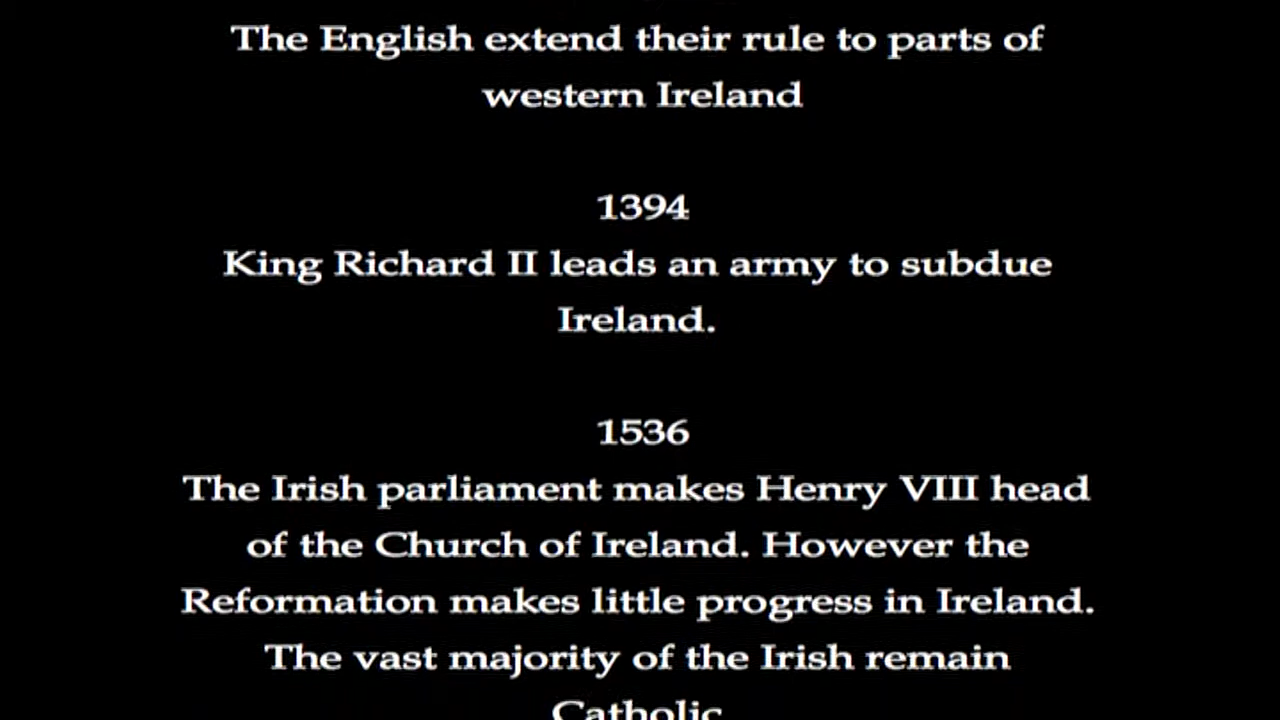 The English extend their rule to parts of
western Ireland
1394
King Richard II leads an army to subdue
Ireland.
1536
The Irish parliament makes Henry VIII head
of the Church of Ireland. However the
Reformation makes little progress in Ireland.
The vast majority of the Irish remain
Catholic